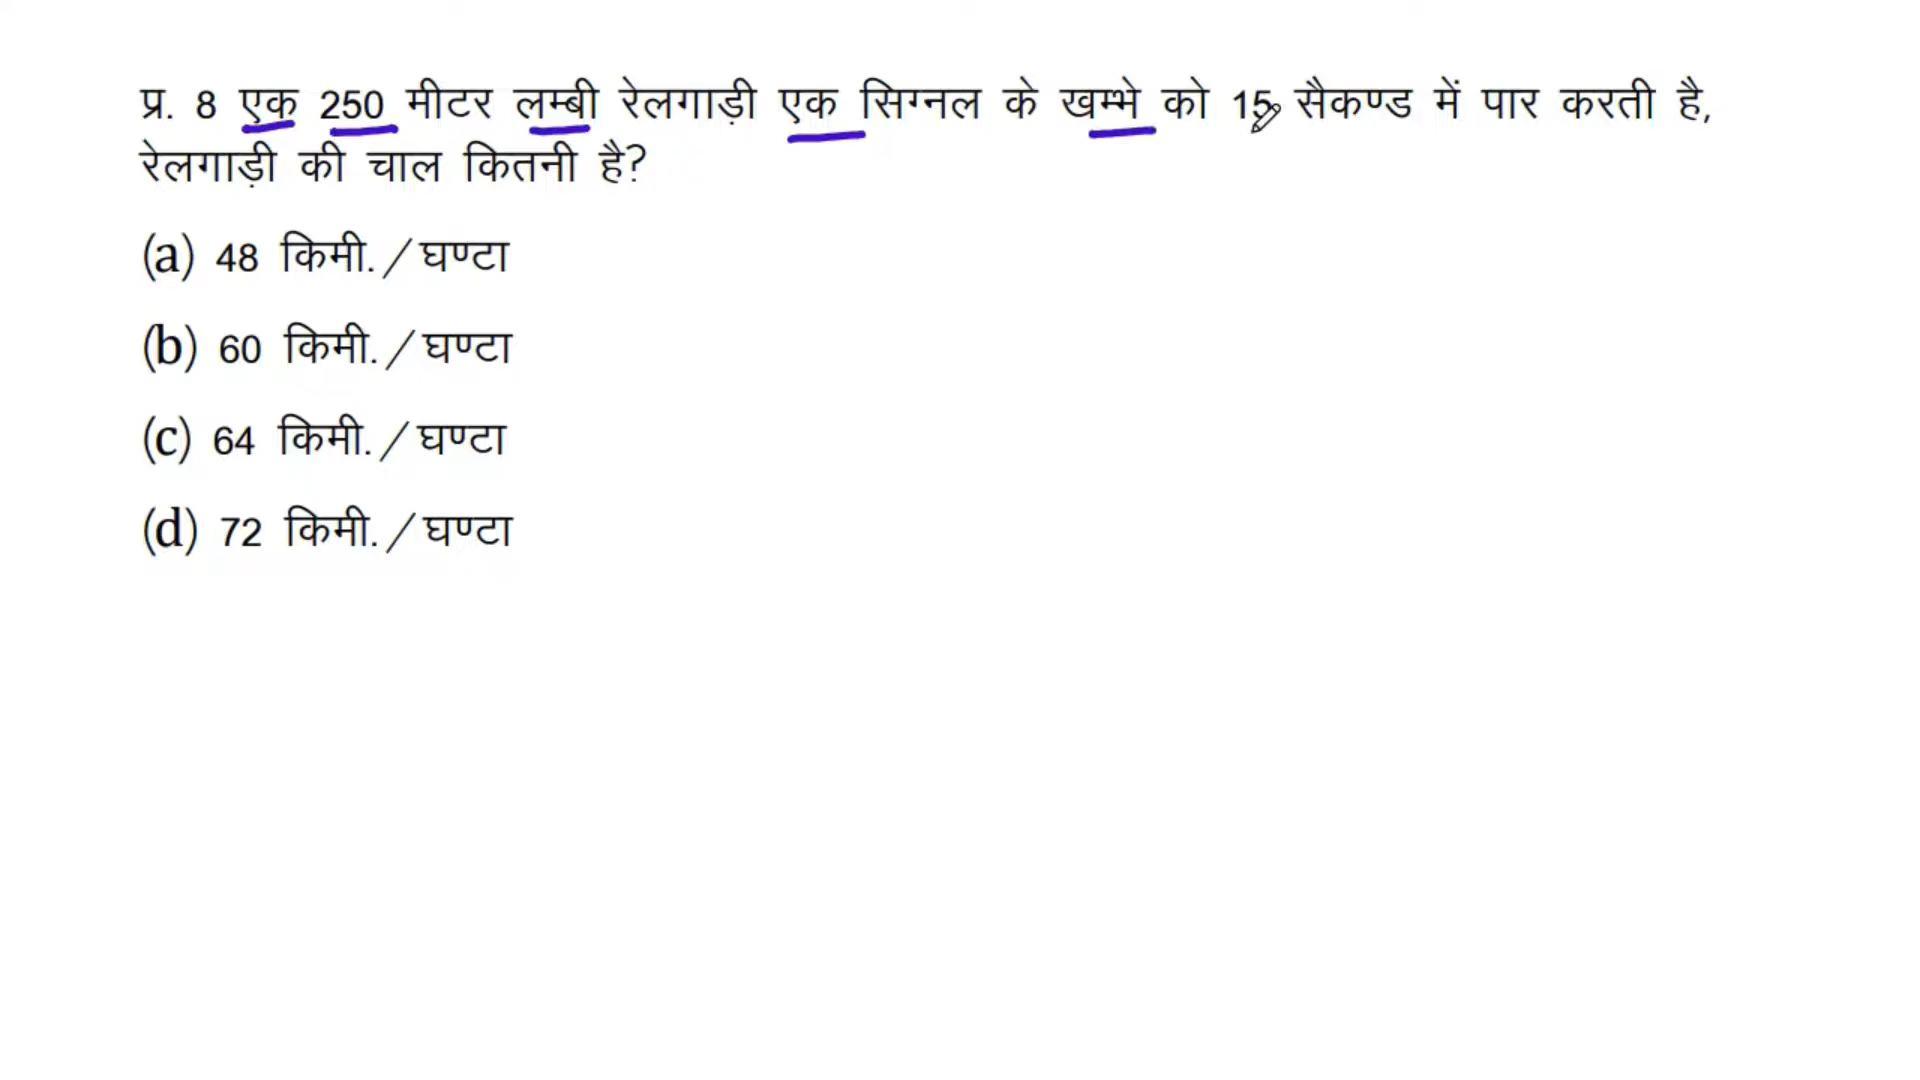 प्र. 8 एक 250 मीटर लम्बी रेलगाड़ी एक सिग्नल के खम्भे को 15 सैकण्ड में पार करती है,
रेलगाड़ी की चाल कितनी है?
(a) 48 किमी./घण्टा
(b) 60 किमी./घण्टा
(c) 64 किमी./घण्टा
(d) 72 किमी./घण्टा